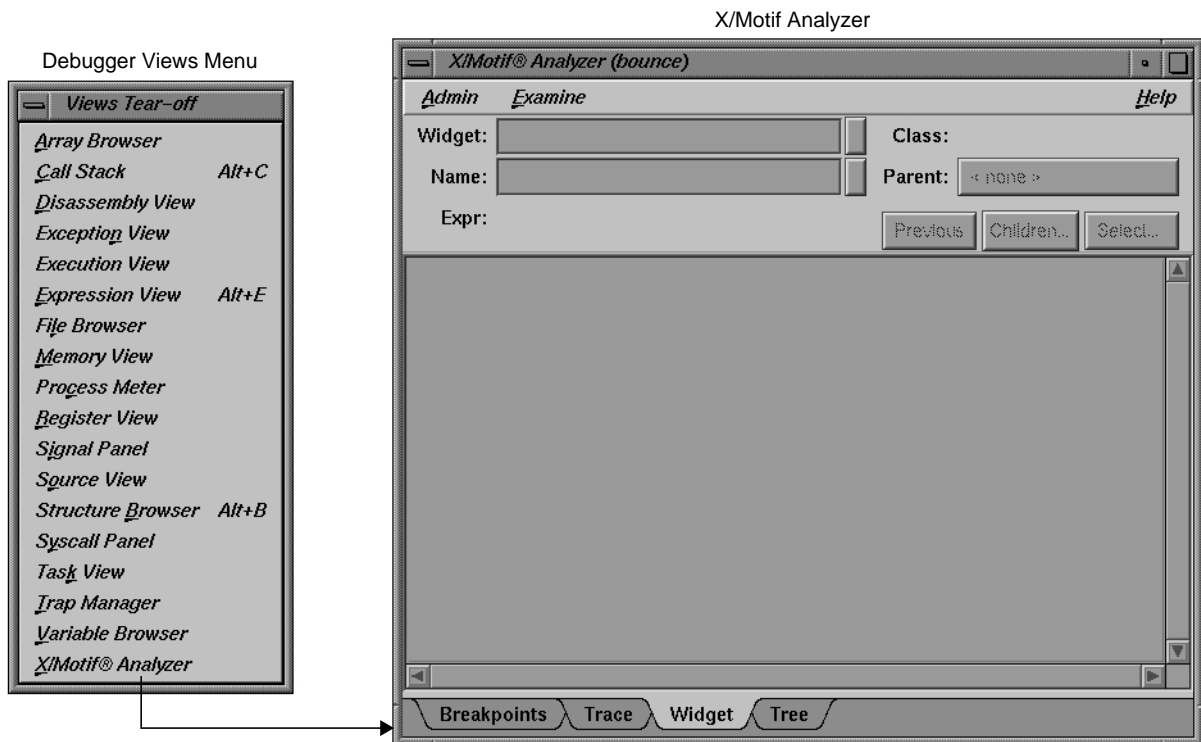 X/Motif Analyzer
Debugger Views Menu
Views Tear-off
Array Browser
Call Stack Alt+C
Disassembly View
Exception View
Execution View
Expression View Alt+E
File Browser
Memory View
Process Meter
Register View
Signal Panel
Source View
Structure Browser Alt+B
Syscall Panel
Task View
Trap Manager
Variable Browser
X/Motif® Analyzer
X/Motif® Analyzer (bounce)
Admin Examine Help
Widget: Class:
Name: Parent: < none >
Expr: Previous Children... Select...
Breakpoints Trace Widget Tree